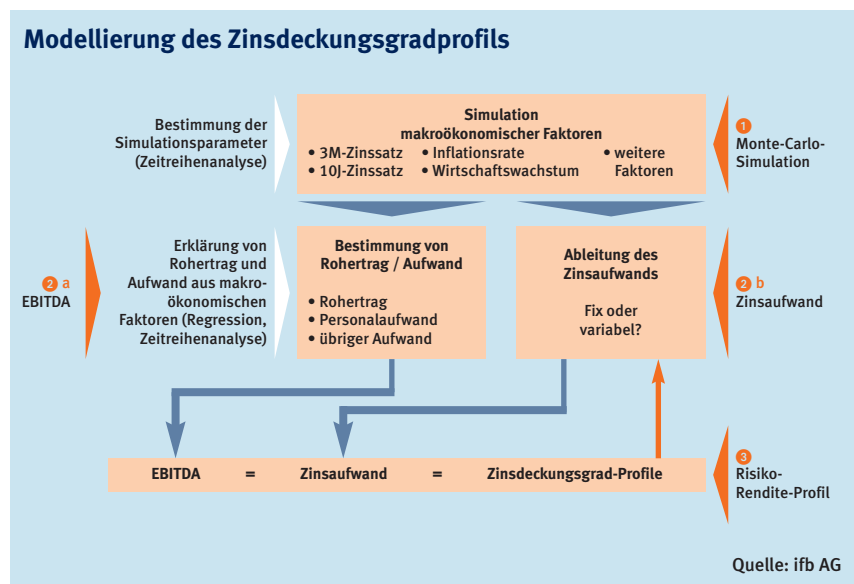 Modellierung des Zinsdeckungsgradprofils
Bestimmung der
Simulationsparameter
(Zeitreihenanalyse)
Simulation
makroökonomischer Faktoren
• 3M-Zinssatz • Inflationsrate • weitere
• 10J-Zinssatz • Wirtschaftswachstum Faktoren
1
Monte-Carlo-
Simulation
2 a
EBITDA
Erklärung von
Rohertrag und
Aufwand aus makro-
ökonomischen
Faktoren (Regression,
Zeitreihenanalyse)
Bestimmung von
Rohertrag / Aufwand
• Rohertrag
• Personalaufwand
• übriger Aufwand
Ableitung des
Zinsaufwands
Fix oder
variabel?
2 b
Zinsaufwand
EBITDA = Zinsaufwand = Zinsdeckungsgrad-Profile
3
Risiko-
Rendite-Profil
Quelle: ifb AG